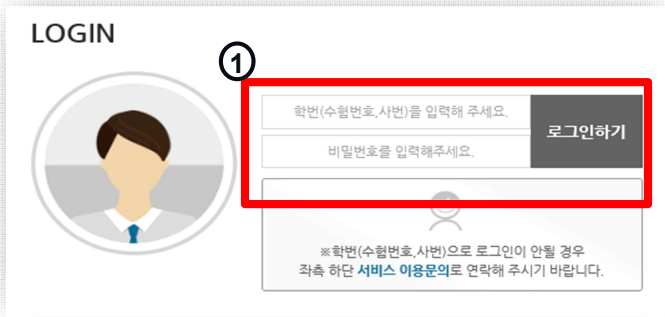 LOGIN
①
학번(수험번호,사번)을 입력해 주세요.
비밀번호를 입력해주세요.
로그인하기
※학번(수험번호,사번)으로 로그인이 안될 경우
좌측 하단 서비스 이용문의로 연락해 주시기 바랍니다.